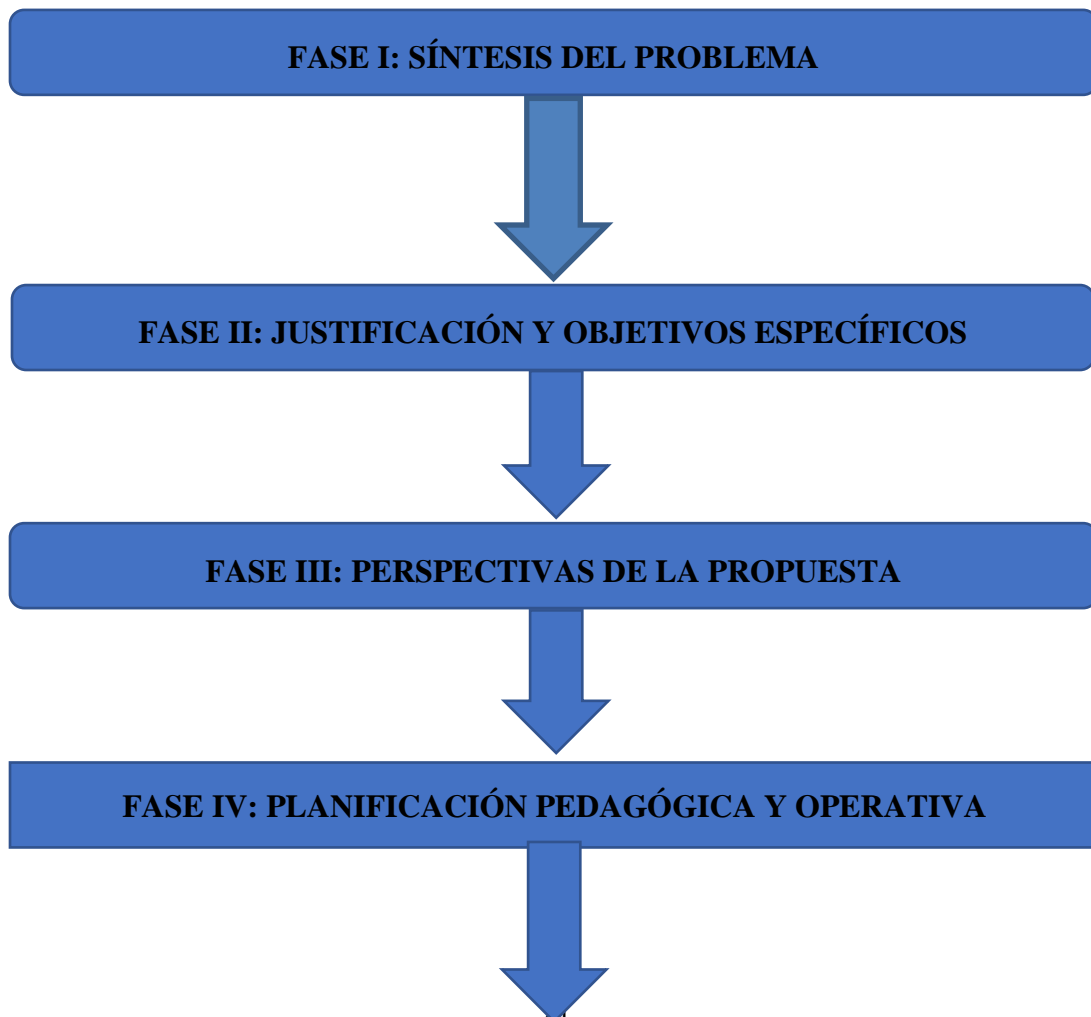 FASE I: SÍNTESIS DEL PROBLEMA
FASE II: JUSTIFICACIÓN Y OBJETIVOS ESPECÍFICOS
FASE III: PERSPECTIVAS DE LA PROPUESTA
FASE IV: PLANIFICACIÓN PEDAGÓGICA Y OPERATIVA